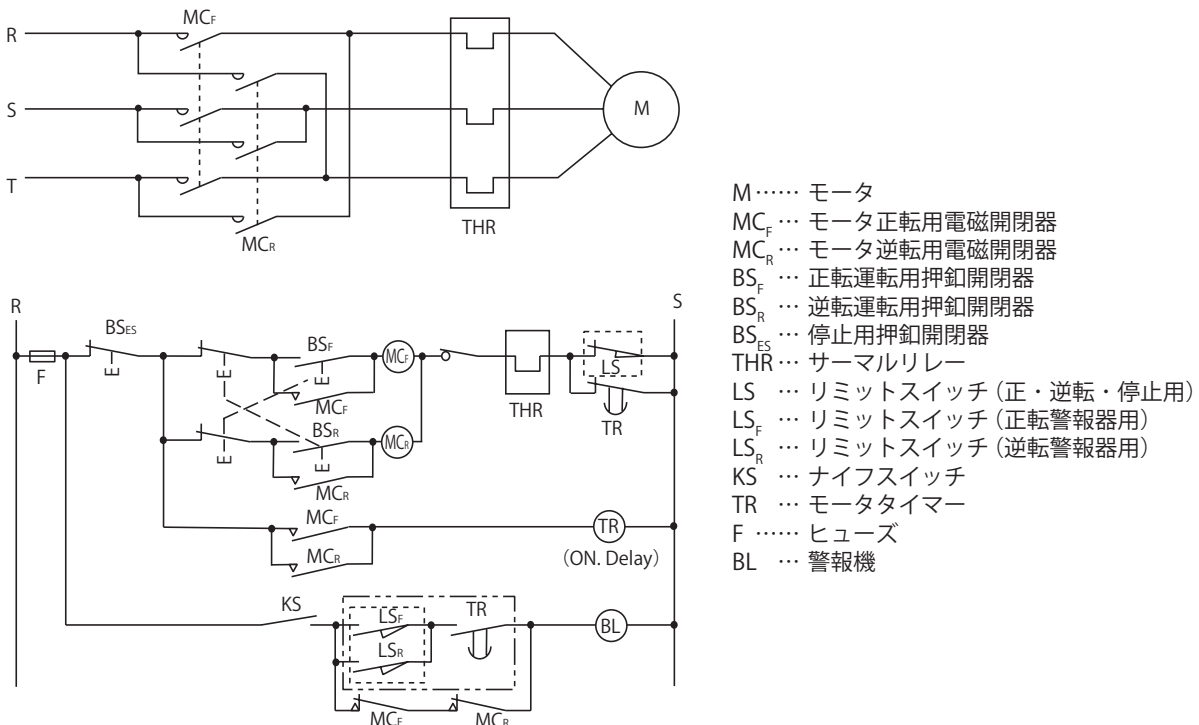 MCF
R
S
T
M
MCR
THR
R
S
BSES
F
BSF
MCF
MCF
LS
THR
TR
BSR
MCR
MCR
MCF
MCR
TR
(ON. Delay)
KS
LSF
LSR
TR
BL
MCF
MCR
M…… モータ
MCF… モータ正転用電磁開閉器
MCR… モータ逆転用電磁開閉器
BSF … 正転運転用押釦開閉器
BSR … 逆転運転用押釦開閉器
BSES… 停止用押釦開閉器
THR… サーマルリレー
LS … リミットスイッチ（正・逆転・停止用）
LSF … リミットスイッチ（正転警報器用）
LSR … リミットスイッチ（逆転警報器用）
KS … ナイフスイッチ
TR … モータタイマー
F …… ヒューズ
BL … 警報機